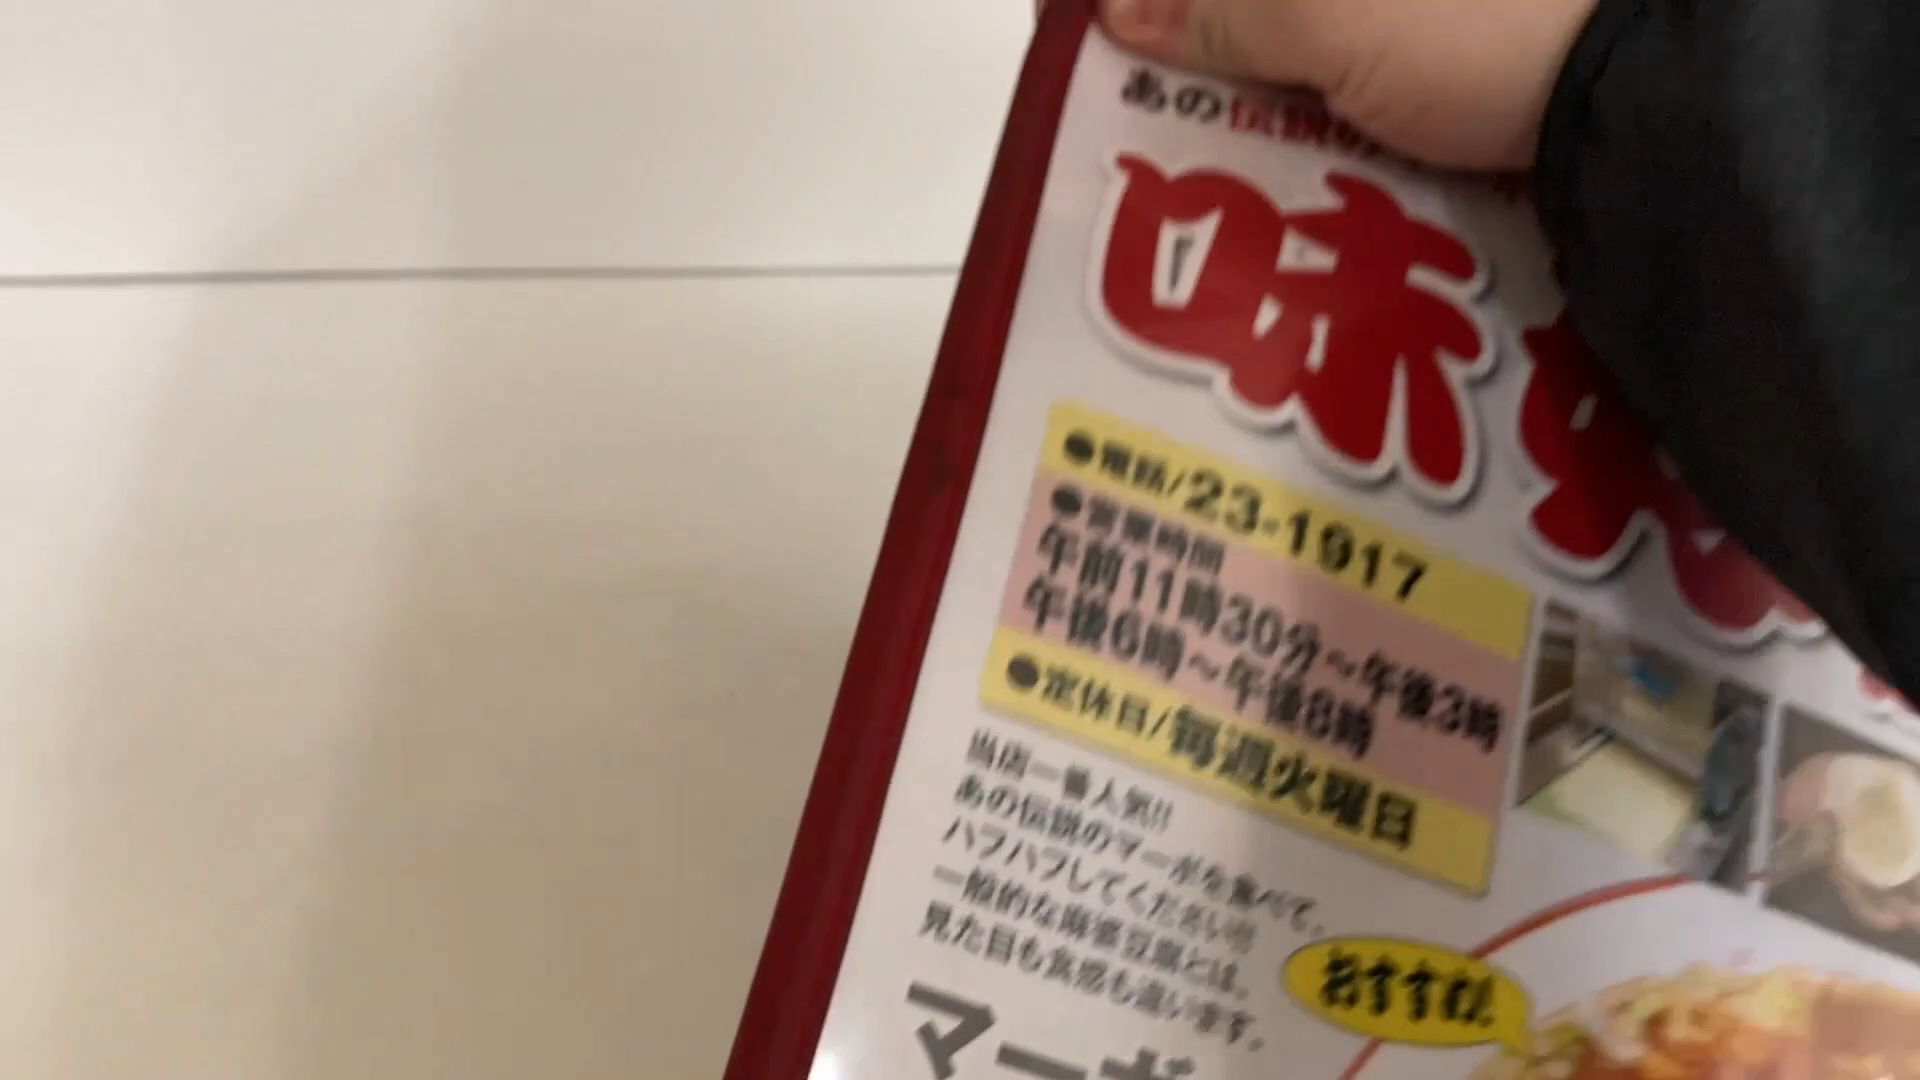 あの伝説の
味
●電話/23-1917
●営業時間
午前11時30分~午後3時
午後6時~午後8時
●定休日/毎週火曜日
当店一番人気!!
あの伝説のマーボを食べて、
ハフハフしてください!!
一般的な麻婆豆腐とは、
見た目も食感も違います。
おすすめ!
マーボ